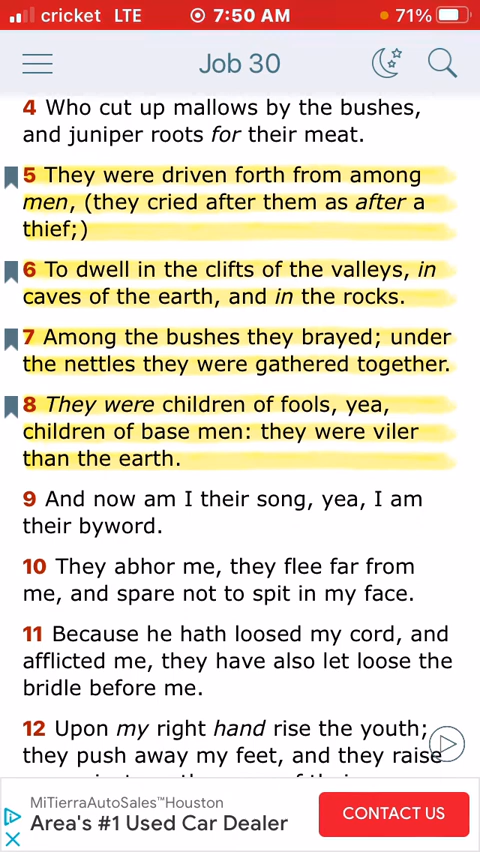 cricket LTE 7:50 AM 71%
Job 30
4 Who cut up mallows by the bushes,
and juniper roots for their meat.
5 They were driven forth from among
men, (they cried after them as after a
thief;)
6 To dwell in the clifts of the valleys, in
caves of the earth, and in the rocks.
7 Among the bushes they brayed; under
the nettles they were gathered together.
8 They were children of fools, yea,
children of base men: they were viler
than the earth.
9 And now am I their song, yea, I am
their byword.
10 They abhor me, they flee far from
me, and spare not to spit in my face.
11 Because he hath loosed my cord, and
afflicted me, they have also let loose the
bridle before me.
12 Upon my right hand rise the youth;
they push away my feet, and they raise
MiTierraAutoSales™Houston
Area's #1 Used Car Dealer
CONTACT US